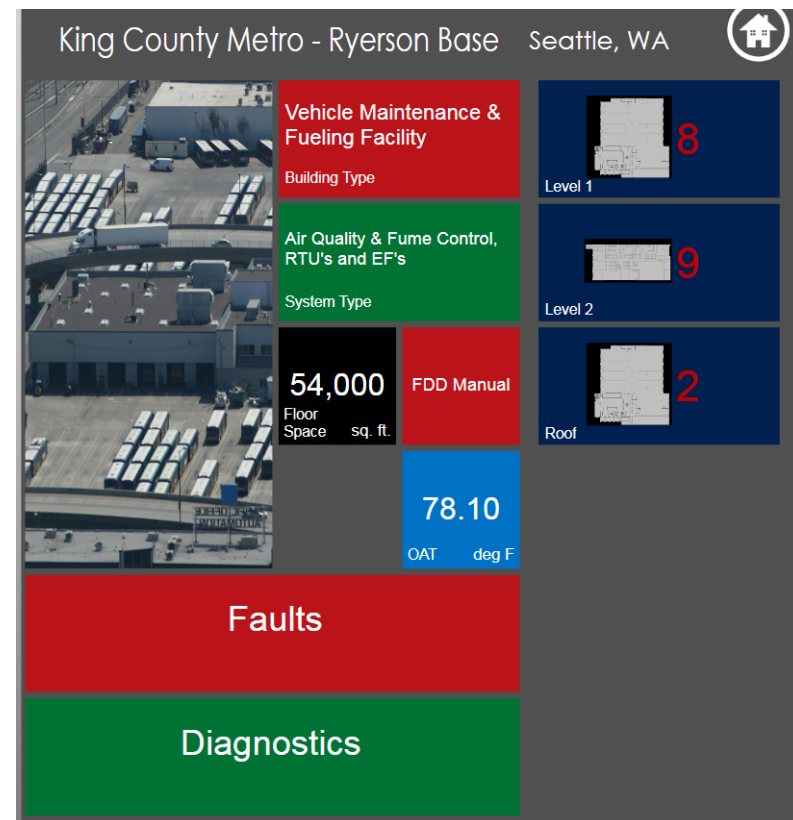 King County Metro - Ryerson Base Seattle, WA
Vehicle Maintenance &
Fueling Facility
Building Type
Air Quality & Fume Control,
RTU's and EF's
System Type
54,000
Floor
Space sq. ft.
FDD Manual
78.10
OAT deg F
8
Level 1
9
Level 2
2
Roof
Faults
Diagnostics